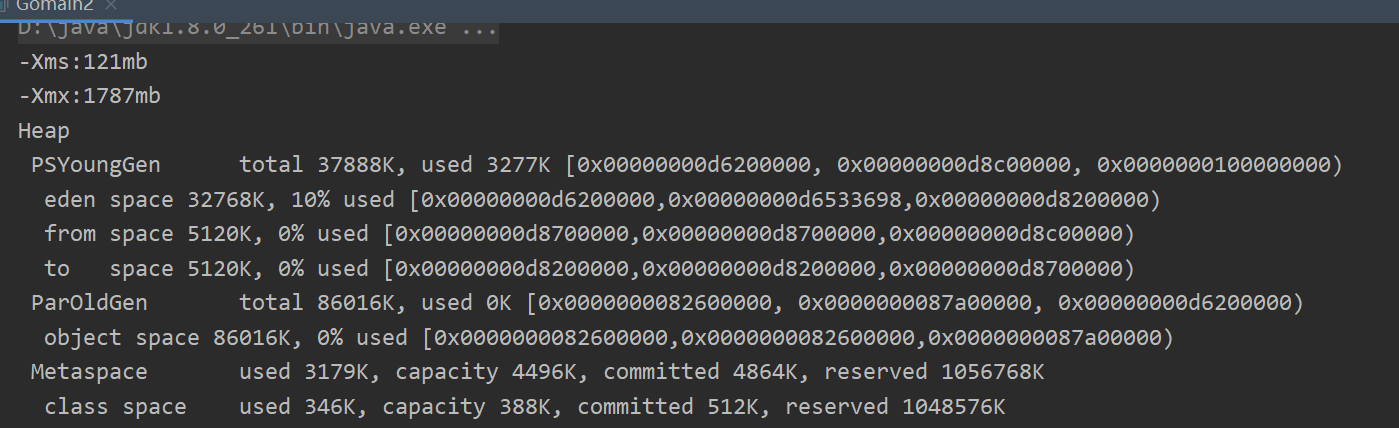 Gomain2 ×
D:\java\jdk1.8.0_261\bin\java.exe ...
-Xms:121mb
-Xmx:1787mb
Heap
 PSYoungGen      total 37888K, used 3277K [0x00000000d6200000, 0x00000000d8c00000, 0x0000000100000000)
  eden space 32768K, 10% used [0x00000000d6200000,0x00000000d6533698,0x00000000d8200000)
  from space 5120K, 0% used [0x00000000d8700000,0x00000000d8700000,0x00000000d8c00000)
  to   space 5120K, 0% used [0x00000000d8200000,0x00000000d8200000,0x00000000d8700000)
 ParOldGen       total 86016K, used 0K [0x0000000082600000, 0x0000000087a00000, 0x00000000d6200000)
  object space 86016K, 0% used [0x0000000082600000,0x0000000082600000,0x0000000087a00000)
 Metaspace       used 3179K, capacity 4496K, committed 4864K, reserved 1056768K
  class space    used 346K, capacity 388K, committed 512K, reserved 1048576K